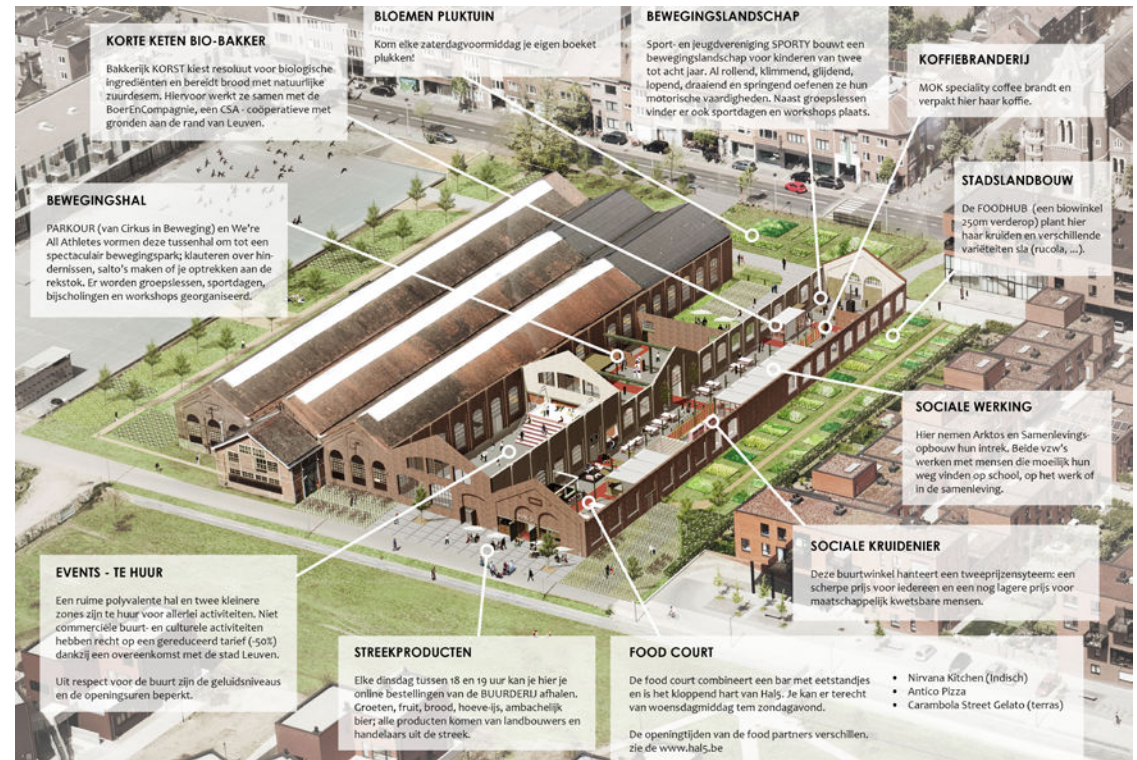 BLOEMEN PLUKTUIN
Kom elke zaterdagvoormiddag je eigen boeket
plukken!
BEWEGINGSLANDSCHAP
Sport- en jeugdvereniging SPORTY bouwt een
bewegingslandschap voor kinderen van twee
tot acht jaar. Al rollend, klimmend, glijdend,
lopend, draaiend en springend oefenen ze hun
motorische vaardigheden. Naast groepslessen
vinder er ook sportdagen en workshops plaats.
KORTE KETEN BIO-BAKKER
Bakkerijk KORST kiest resoluut voor biologische
ingrediënten en bereidt brood met natuurlijke
zuurdesem. Hiervoor werkt ze samen met de
BoerEnCompagnie, een CSA - coöperatieve met
gronden aan de rand van Leuven.
KOFFIEBRANDERIJ
MOK speciality coffee brandt en
verpakt hier haar koffie.
STADSLANDBOUW
De FOODHUB (een biowinkel
250m verderop) plant hier
haar kruiden en verschillende
variëteiten sla (rucola, ...).
BEWEGINGSHAL
PARKOUR (van Cirkus in Beweging) en We're
All Athletes vormen deze tussenhal om tot een
spectaculair bewegingspark; klauteren over hin-
dernissen, salto's maken of je optrekken aan de
rekstok. Er worden groepslessen, sportdagen,
bijscholingen en workshops georganiseerd.
SOCIALE WERKING
Hier nemen Arktos en Samenlevings-
opbouw hun intrek. Beide vzw's
werken met mensen die moeilijk hun
weg vinden op school, op het werk of
in de samenleving.
SOCIALE KRUIDENIER
Deze buurtwinkel hanteert een tweeprijzensyteem: een
scherpe prijs voor iedereen en een nog lagere prijs voor
maatschappelijk kwetsbare mensen.
EVENTS - TE HUUR
Een ruime polyvalente hal en twee kleinere
zones zijn te huur voor allerlei activiteiten. Niet
commerciële buurt- en culturele activiteiten
hebben recht op een gereduceerd tarief (-50%)
dankzij een overeenkomst met de stad Leuven.
Uit respect voor de buurt zijn de geluidsniveaus
en de openingsuren beperkt.
STREEKPRODUCTEN
Elke dinsdag tussen 18 en 19 uur kan je hier je
online bestellingen van de BUURDERIJ afhalen.
Groeten, fruit, brood, hoeve-ijs, ambachelijk
bier; alle producten komen van landbouwers en
handelaars uit de streek.
FOOD COURT
De food court combineert een bar met eetstandjes
en is het kloppend hart van Hal5. Je kan er terecht
van woensdagmiddag tem zondagavond.
De openingtijden van de food partners verschillen.
zie de www.hal5.be
• Nirvana Kitchen (Indisch)
• Antico Pizza
• Carambola Street Gelato (terras)